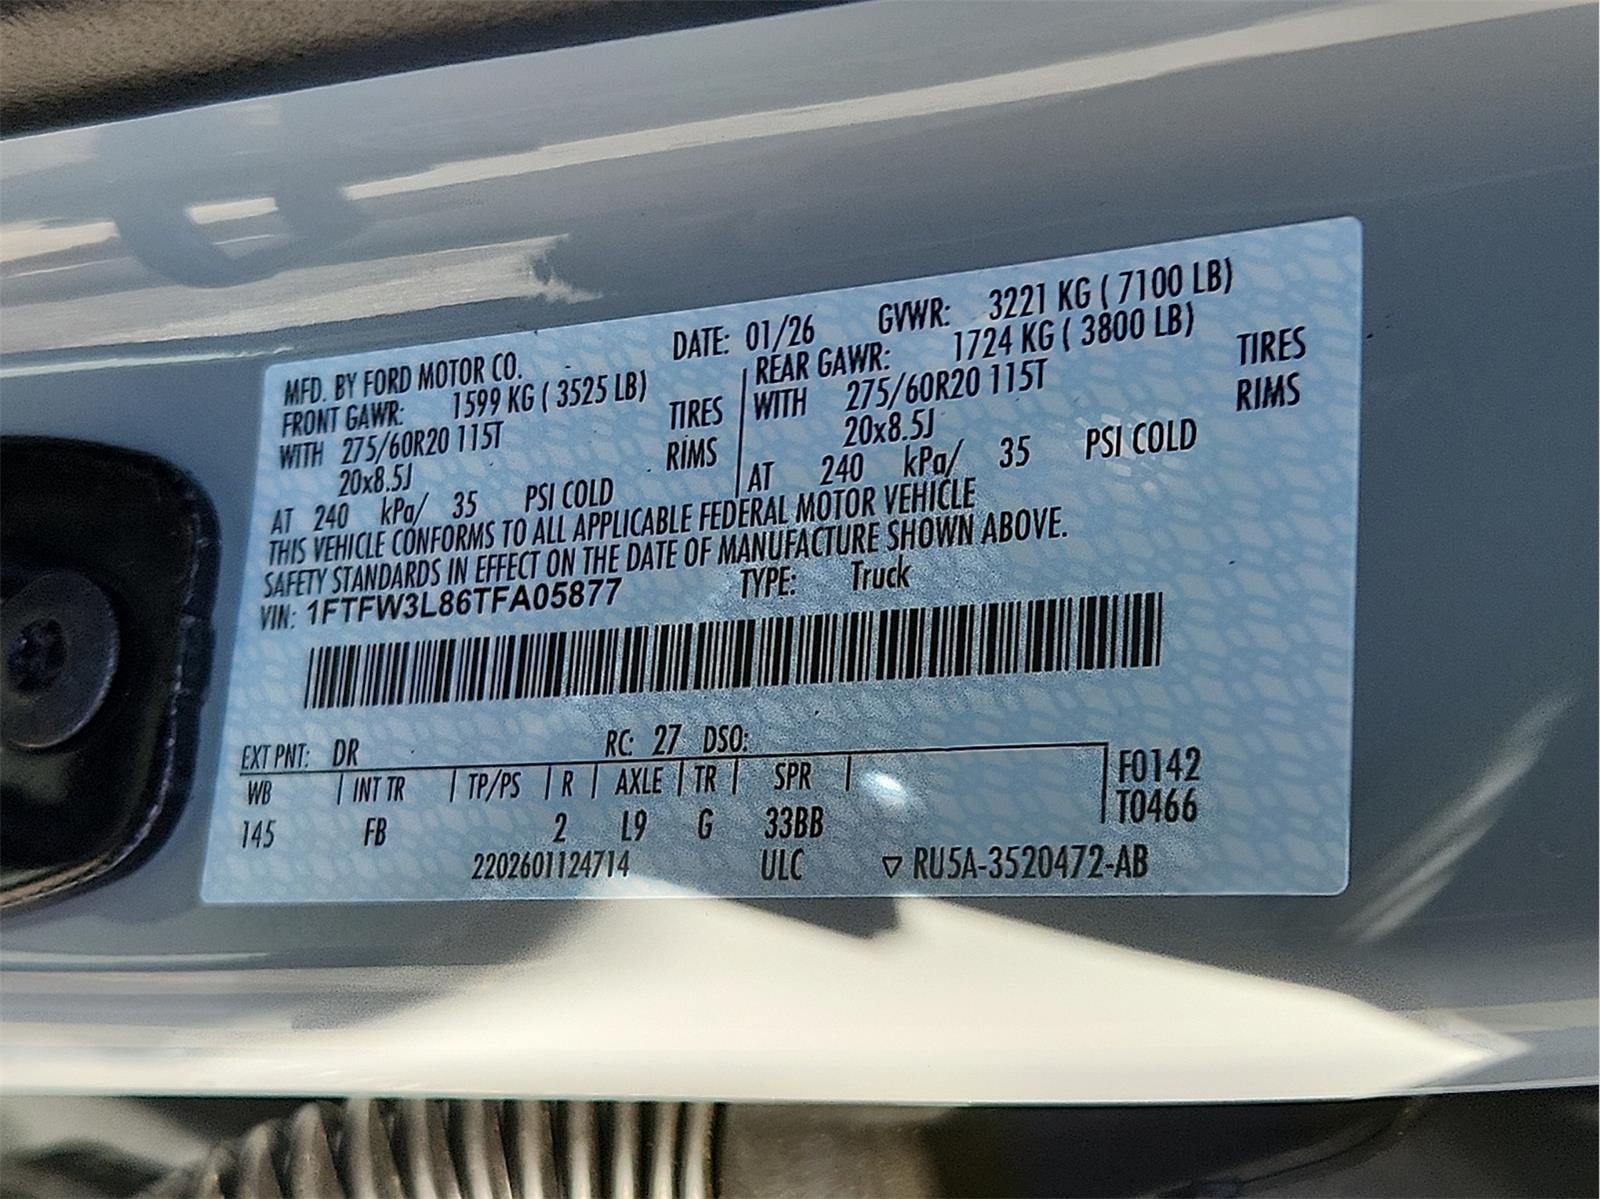 MFD. BY FORD MOTOR CO. DATE: 01/26 GVWR: 3221 KG ( 7100 LB)
FRONT GAWR: 1599 KG ( 3525 LB) REAR GAWR: 1724 KG ( 3800 LB)
WITH 275/60R20 115T TIRES WITH 275/60R20 115T TIRES
20x8.5J RIMS 20x8.5J RIMS
AT 240 kPa/ 35 PSI COLD AT 240 kPa/ 35 PSI COLD
THIS VEHICLE CONFORMS TO ALL APPLICABLE FEDERAL MOTOR VEHICLE
SAFETY STANDARDS IN EFFECT ON THE DATE OF MANUFACTURE SHOWN ABOVE.
VIN: 1FTFW3L86TFA05877 TYPE: Truck
EXT PNT: DR RC: 27 DSO:
WB INT TR TP/PS R AXLE TR SPR F0142
145 FB 2 L9 G 33BB T0466
2202601124714 ULC ▽ RU5A-3520472-AB